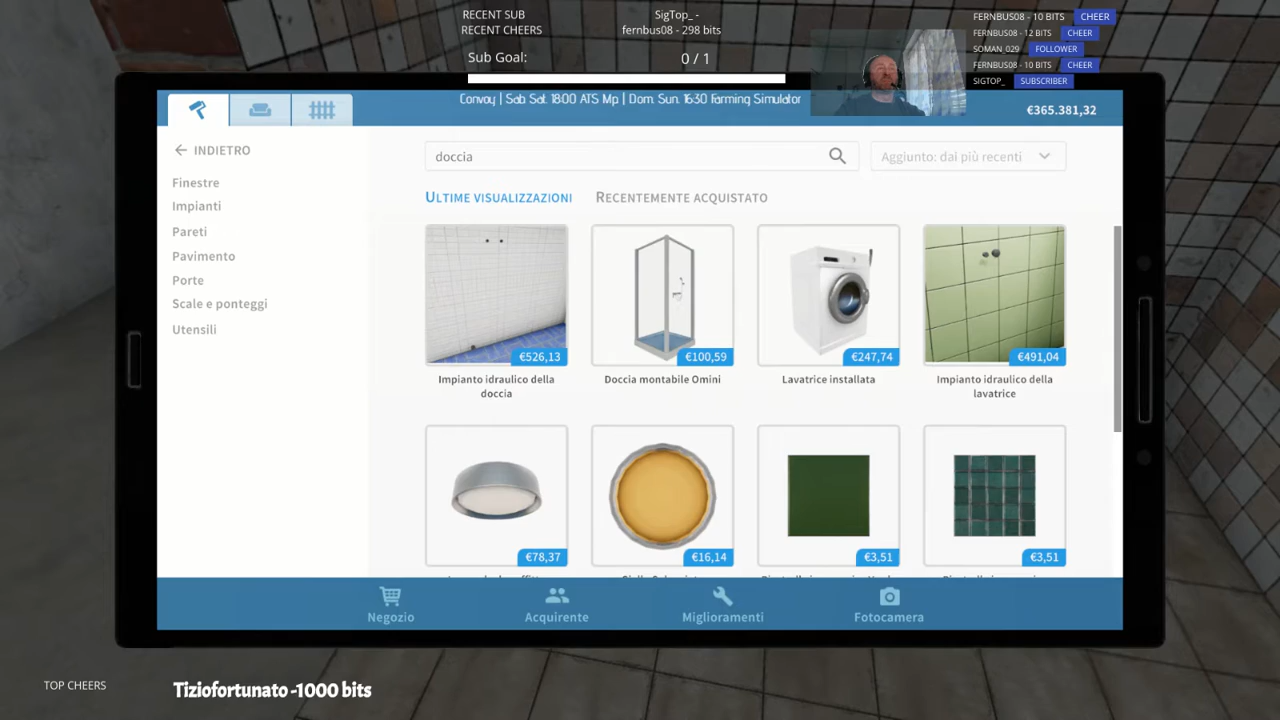 RECENT SUB
SigTop_ -
RECENT CHEERS
fernbus08 - 298 bits
Sub Goal:
0 / 1
FERNBUS08 - 10 BITS CHEER
FERNBUS08 - 12 BITS CHEER
SOMAN_029 FOLLOWER
FERNBUS08 - 10 BITS CHEER
SIGTOP_ SUBSCRIBER
Convoy | Sab Sat. 18:00 ATS Mp | Dom. Sun. 16:30 Farming Simulator
€365.381,32
INDIETRO
Finestre
Impianti
Pareti
Pavimento
Porte
Scale e ponteggi
Utensili
doccia
Aggiunto: dai più recenti
ULTIME VISUALIZZAZIONI
RECENTEMENTE ACQUISTATO
€526,13
Impianto idraulico della
doccia
€100,59
Doccia montabile Omini
€247,74
Lavatrice installata
€491,04
Impianto idraulico della
lavatrice
€78,37
€16,14
€3,51
€3,51
Negozio
Acquirente
Miglioramenti
Fotocamera
TOP CHEERS
Tiziofortunato -1000 bits